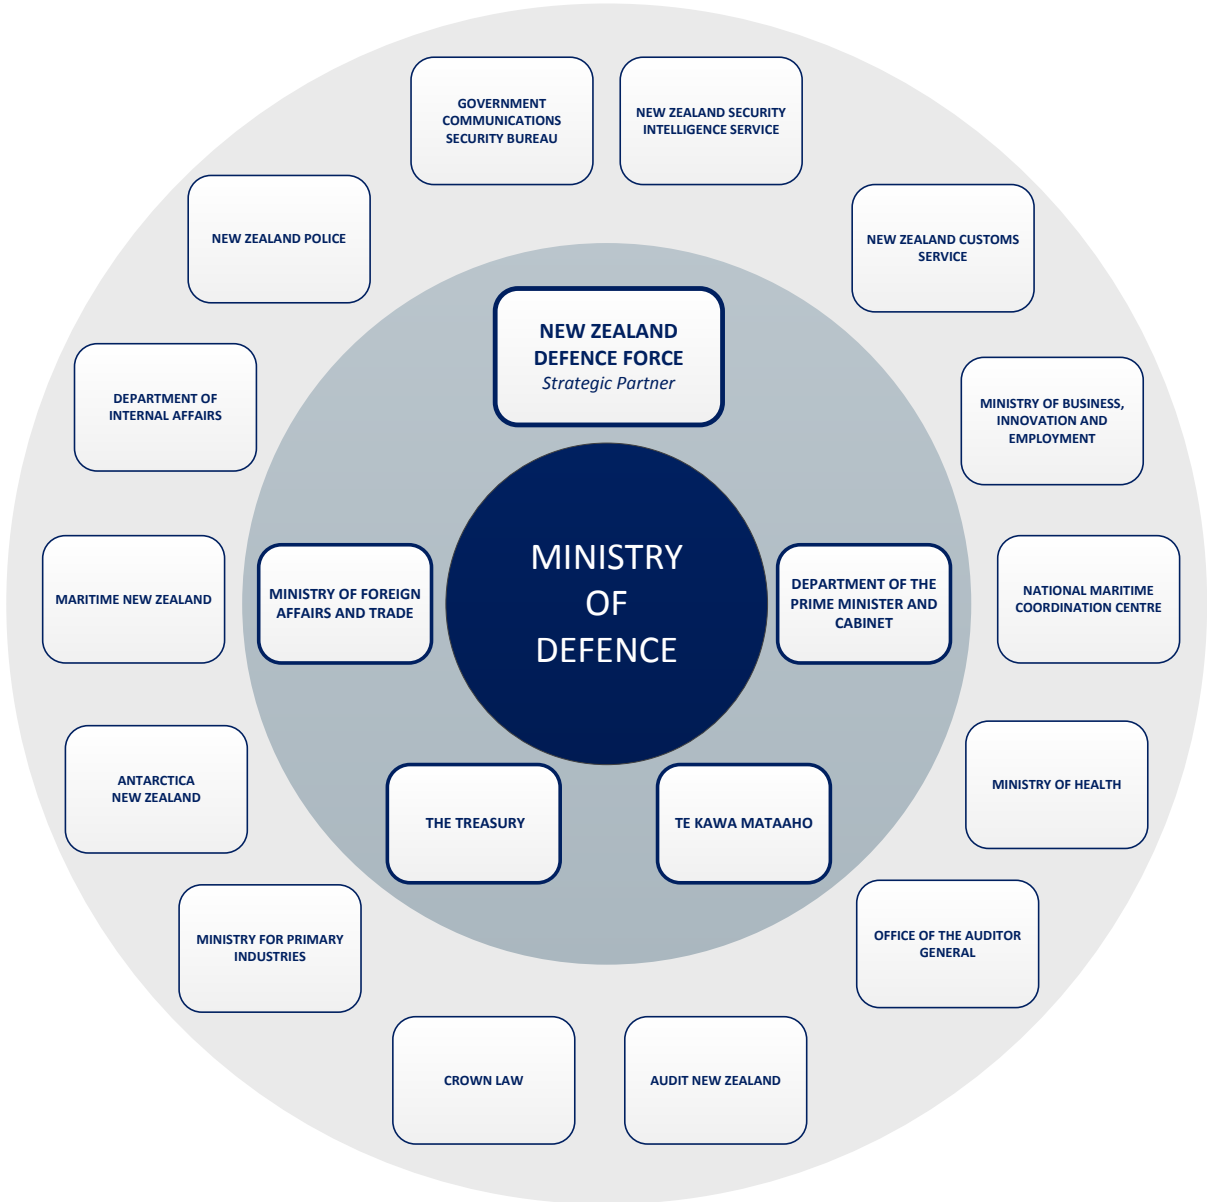 GOVERNMENT
COMMUNICATIONS
SECURITY BUREAU
NEW ZEALAND SECURITY
INTELLIGENCE SERVICE
NEW ZEALAND POLICE
NEW ZEALAND CUSTOMS
SERVICE
NEW ZEALAND
DEFENCE FORCE
Strategic Partner
DEPARTMENT OF
INTERNAL AFFAIRS
MINISTRY OF BUSINESS,
INNOVATION AND
EMPLOYMENT
MARITIME NEW ZEALAND
MINISTRY OF FOREIGN
AFFAIRS AND TRADE
MINISTRY
OF
DEFENCE
DEPARTMENT OF THE
PRIME MINISTER AND
CABINET
NATIONAL MARITIME
COORDINATION CENTRE
ANTARCTICA
NEW ZEALAND
THE TREASURY
TE KAWA MATAAHO
MINISTRY OF HEALTH
MINISTRY FOR PRIMARY
INDUSTRIES
OFFICE OF THE AUDITOR
GENERAL
CROWN LAW
AUDIT NEW ZEALAND